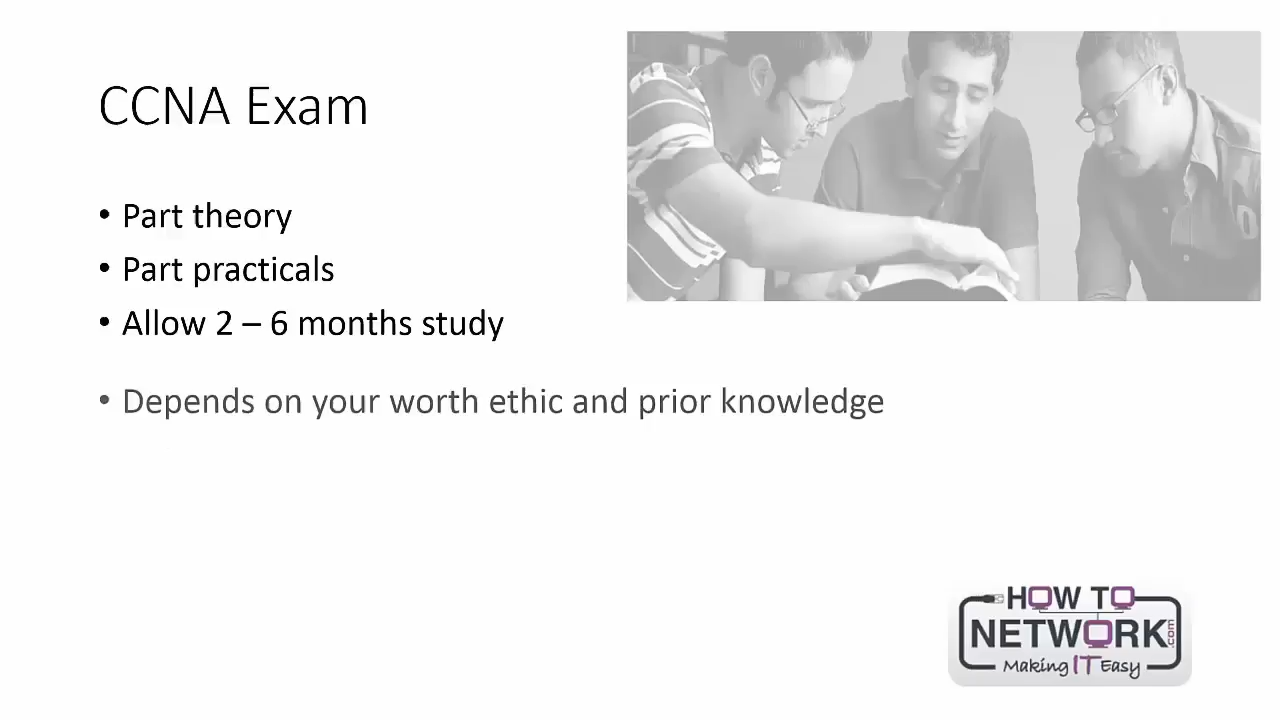 CCNA Exam
• Part theory
• Part practicals
• Allow 2 – 6 months study
• Depends on your worth ethic and prior knowledge
HOW TO
NETWORK.com
Making IT Easy